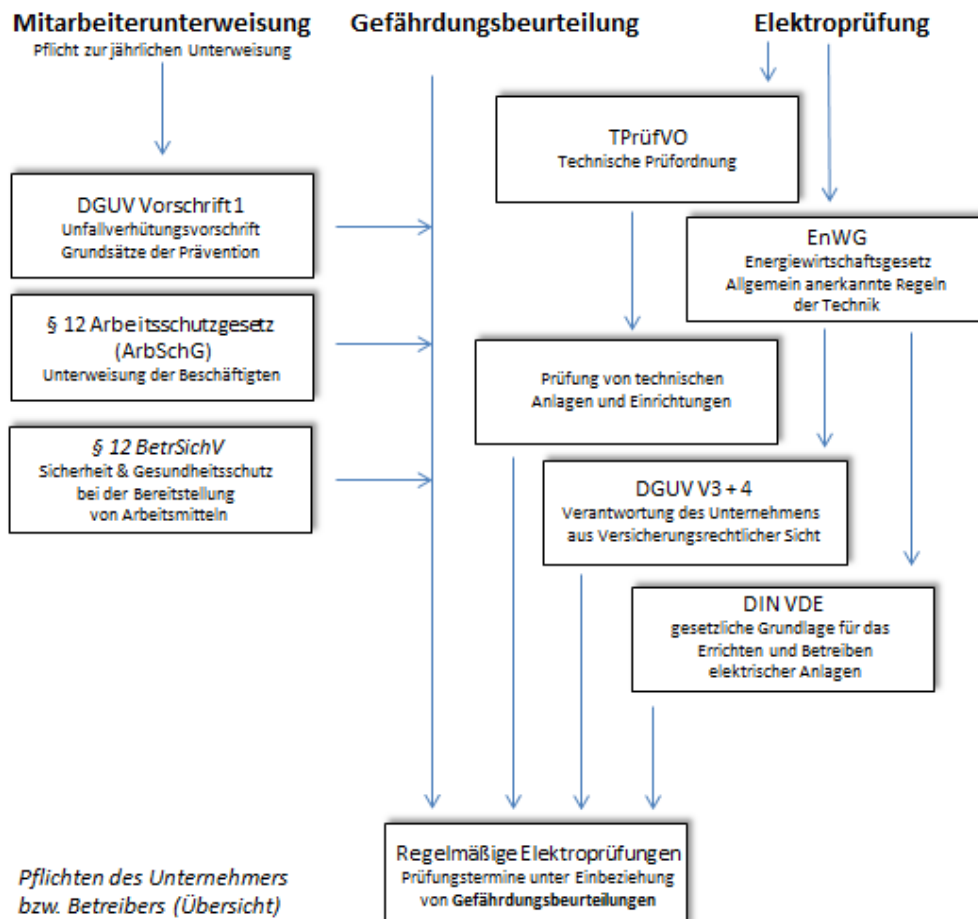 Mitarbeiterunterweisung
Pflicht zur jährlichen Unterweisung
DGUV Vorschrift 1
Unfallverhütungsvorschrift
Grundsätze der Prävention
§ 12 Arbeitsschutzgesetz
(ArbSchG)
Unterweisung der Beschäftigten
§ 12 BetrSichV
Sicherheit & Gesundheitsschutz
bei der Bereitstellung
von Arbeitsmitteln
Gefährdungsbeurteilung
Elektroprüfung
TPrüfVO
Technische Prüfordnung
EnWG
Energiewirtschaftsgesetz
Allgemein anerkannte Regeln
der Technik
Prüfung von technischen
Anlagen und Einrichtungen
DGUV V3 + 4
Verantwortung des Unternehmens
aus Versicherungsrechtlicher Sicht
DIN VDE
gesetzliche Grundlage für das
Errichten und Betreiben
elektrischer Anlagen
Regelmäßige Elektroprüfungen
Prüfungstermine unter Einbeziehung
von Gefährdungsbeurteilungen
Pflichten des Unternehmers
bzw. Betreibers (Übersicht)